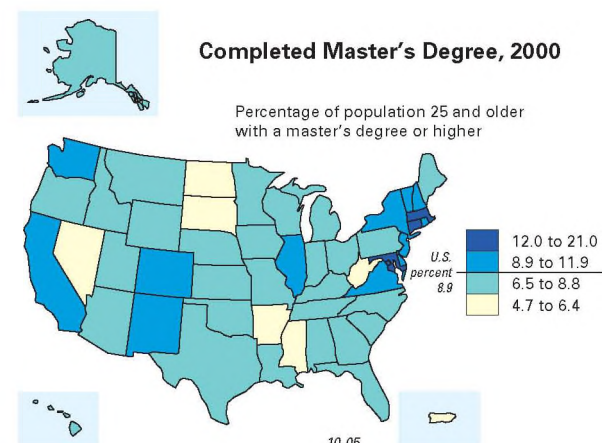 Completed Master's Degree, 2000
Percentage of population 25 and older
with a master's degree or higher
U.S.
percent
8.9
12.0 to 21.0
8.9 to 11.9
6.5 to 8.8
4.7 to 6.4
10-05